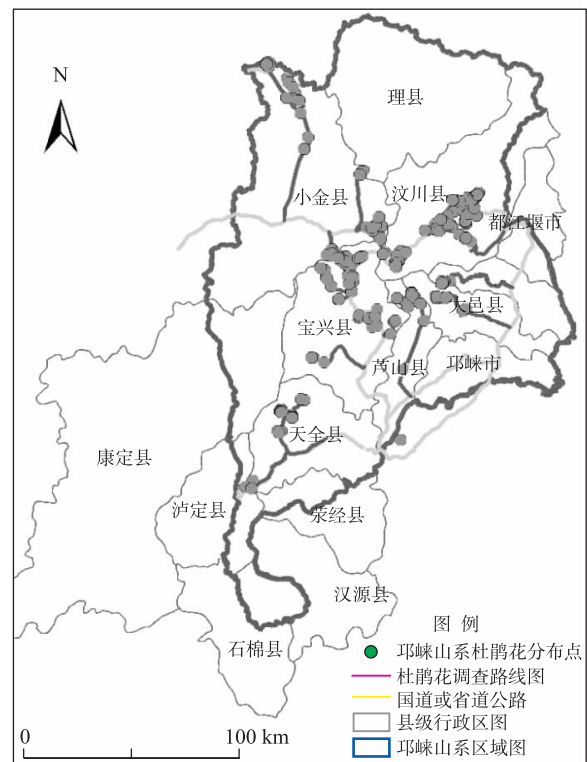 N
理县
汶川县
小金县
都江堰市
大邑县
宝兴县
芦山县
邛崃市
天全县
康定县
泸定县
荥经县
汉源县
石棉县
图 例
邛崃山系杜鹃花分布点
杜鹃花调查路线图
国道或省道公路
县级行政区图
邛崃山系区域图
0 100 km